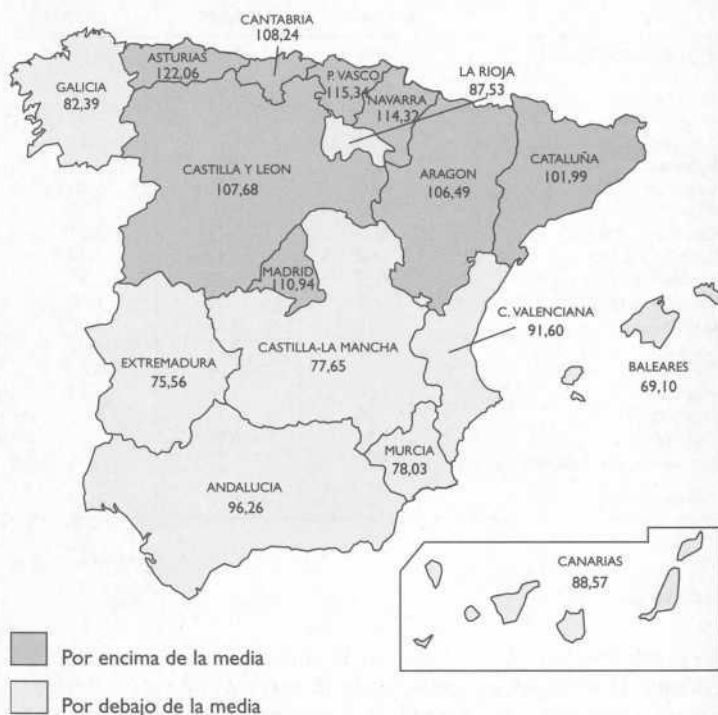 CANTABRIA
108,24
ASTURIAS
122,06
P. VASCO
115,34
LA RIOJA
87,53
GALICIA
82,39
NAVARRA
114,32
CASTILLA Y LEON
107,68
ARAGON
106,49
CATALUÑA
101,99
MADRID
110,94
C. VALENCIANA
91,60
EXTREMADURA
75,56
CASTILLA-LA MANCHA
77,65
BALEARES
69,10
MURCIA
78,03
ANDALUCIA
96,26
CANARIAS
88,57
Por encima de la media
Por debajo de la media